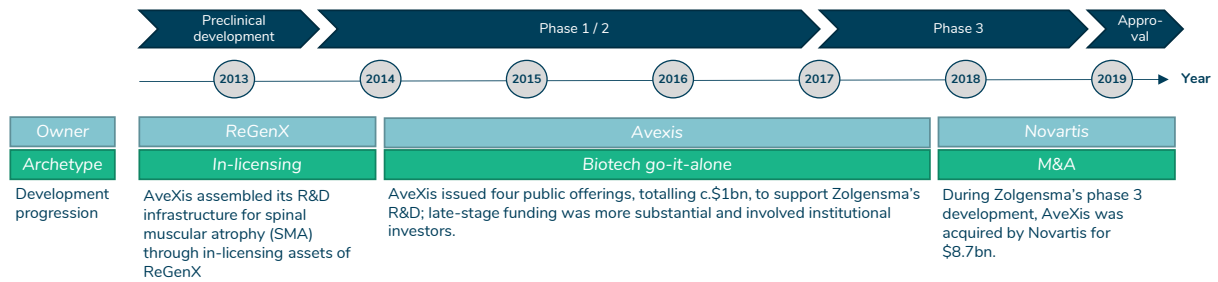 Preclinical
development
Phase 1 / 2
Phase 3
Appro-
val
2013
2014
2015
2016
2017
2018
2019
Year
Owner
ReGenX
Avexis
Novartis
Archetype
In-licensing
Biotech go-it-alone
M&A
Development
progression
AveXis assembled its R&D
infrastructure for spinal
muscular atrophy (SMA)
through in-licensing assets of
ReGenX
AveXis issued four public offerings, totalling c.$1bn, to support Zolgensma's
R&D; late-stage funding was more substantial and involved institutional
investors.
During Zolgensma's phase 3
development, AveXis was
acquired by Novartis for
$8.7bn.